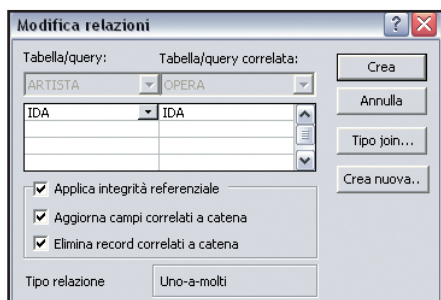 Modifica relazioni
Tabella/query: Tabella/query correlata:
ARTISTA OPERA
IDA IDA
Applica integrità referenziale
Aggiorna campi correlati a catena
Elimina record correlati a catena
Tipo relazione Uno-a-molti
Crea
Annulla
Tipo join...
Crea nuova..